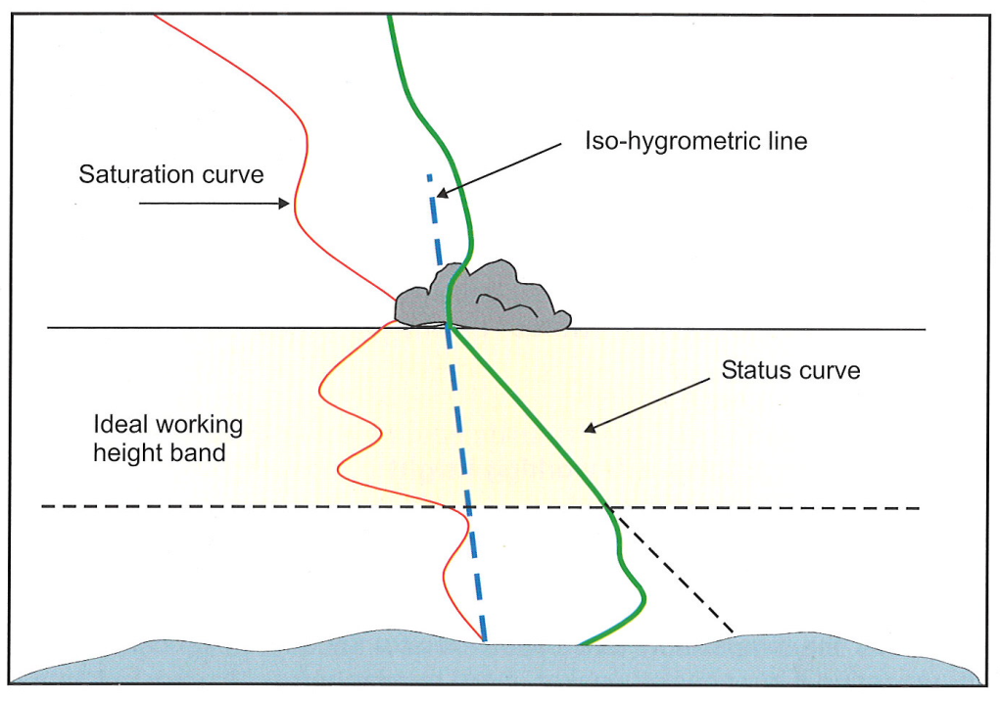 Iso-hygrometric line
Saturation curve
Status curve
Ideal working
height band